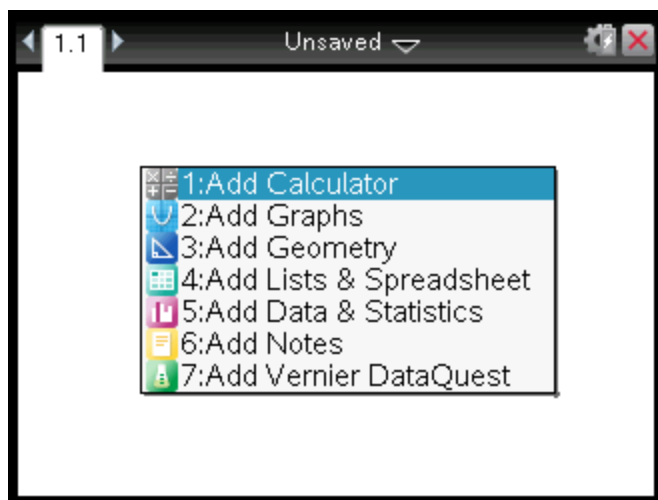 1.1 Unsaved
1:Add Calculator
2:Add Graphs
3:Add Geometry
4:Add Lists & Spreadsheet
5:Add Data & Statistics
6:Add Notes
7:Add Vernier DataQuest